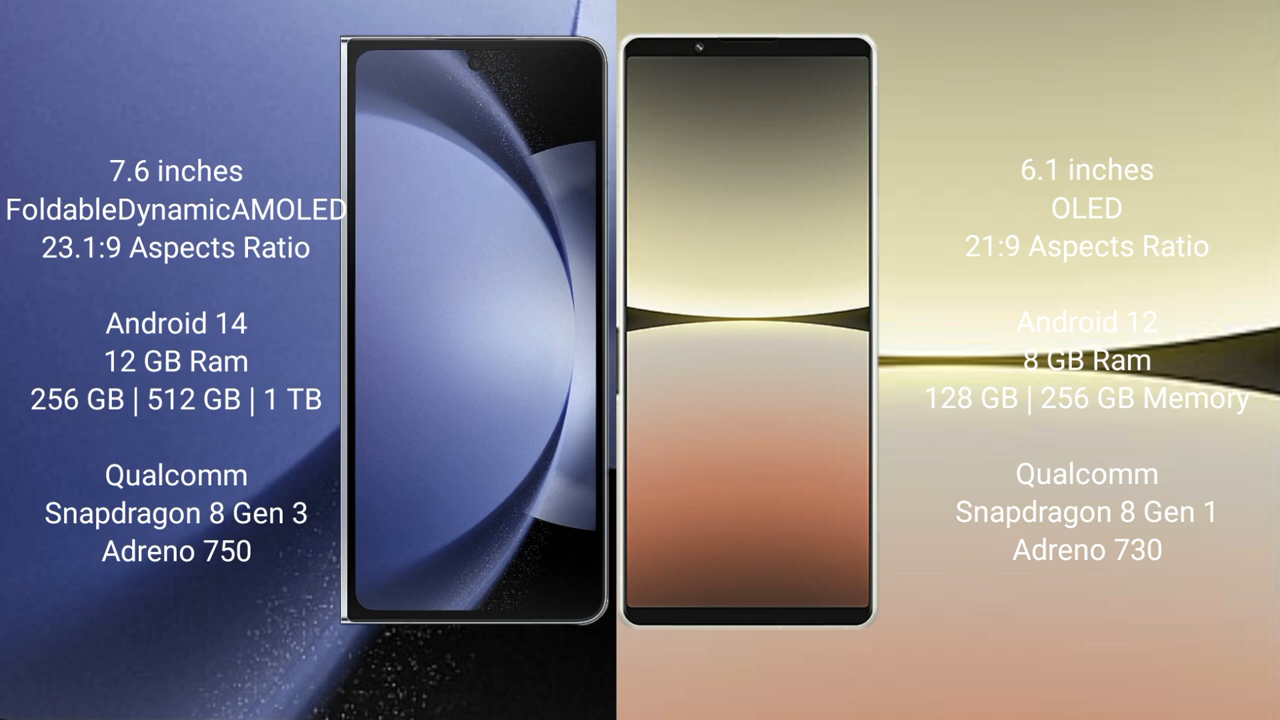 7.6 inches
FoldableDynamicAMOLED
23.1:9 Aspects Ratio
Android 14
12 GB Ram
256 GB | 512 GB | 1 TB
Qualcomm
Snapdragon 8 Gen 3
Adreno 750
6.1 inches
OLED
21:9 Aspects Ratio
Android 12
8 GB Ram
128 GB | 256 GB Memory
Qualcomm
Snapdragon 8 Gen 1
Adreno 730